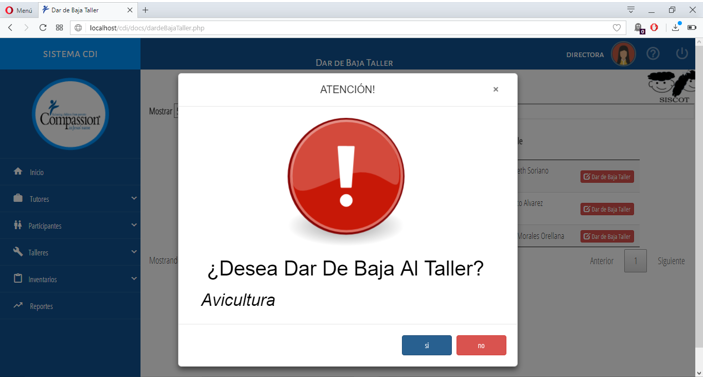 Menú
Dar de Baja Taller
localhost/cdi/docs/dardeBajaTaller.php
SISTEMA CDI
DAR DE BAJA TALLER
DIRECTORA
Compassion
Inicio
Tutores
Participantes
Talleres
Inventarios
Reportes
ATENCIÓN!
×
SISCOT
Mostrar
Soriano
Dar de Baja Taller
Alvarez
Dar de Baja Taller
Morales Orellana
Dar de Baja Taller
Mostrand
Anterior
1
Siguiente
¿Desea Dar De Baja Al Taller?
Avicultura
si
no